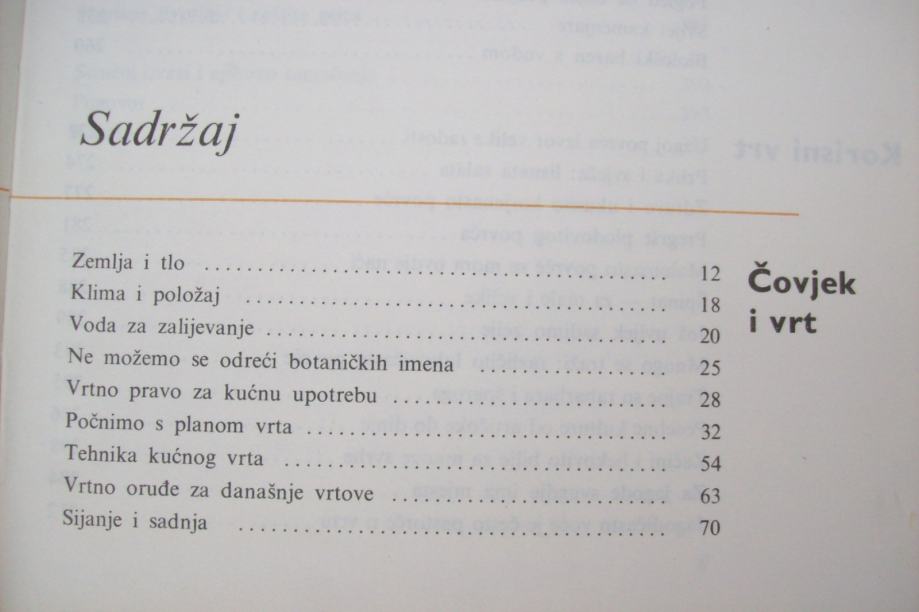 Sadržaj
Čovjek
i vrt
Zemlja i tlo ........................................ 12
Klima i položaj ........................................ 18
Voda za zalijevanje ........................................ 20
Ne možemo se odreći botaničkih imena .................... 25
Vrtno pravo za kućnu upotrebu .............................. 28
Počnimo s planom vrta ........................................ 32
Tehnika kućnog vrta ........................................ 54
Vrtno oruđe za današnje vrtove .............................. 63
Sijanje i sadnja ........................................ 70